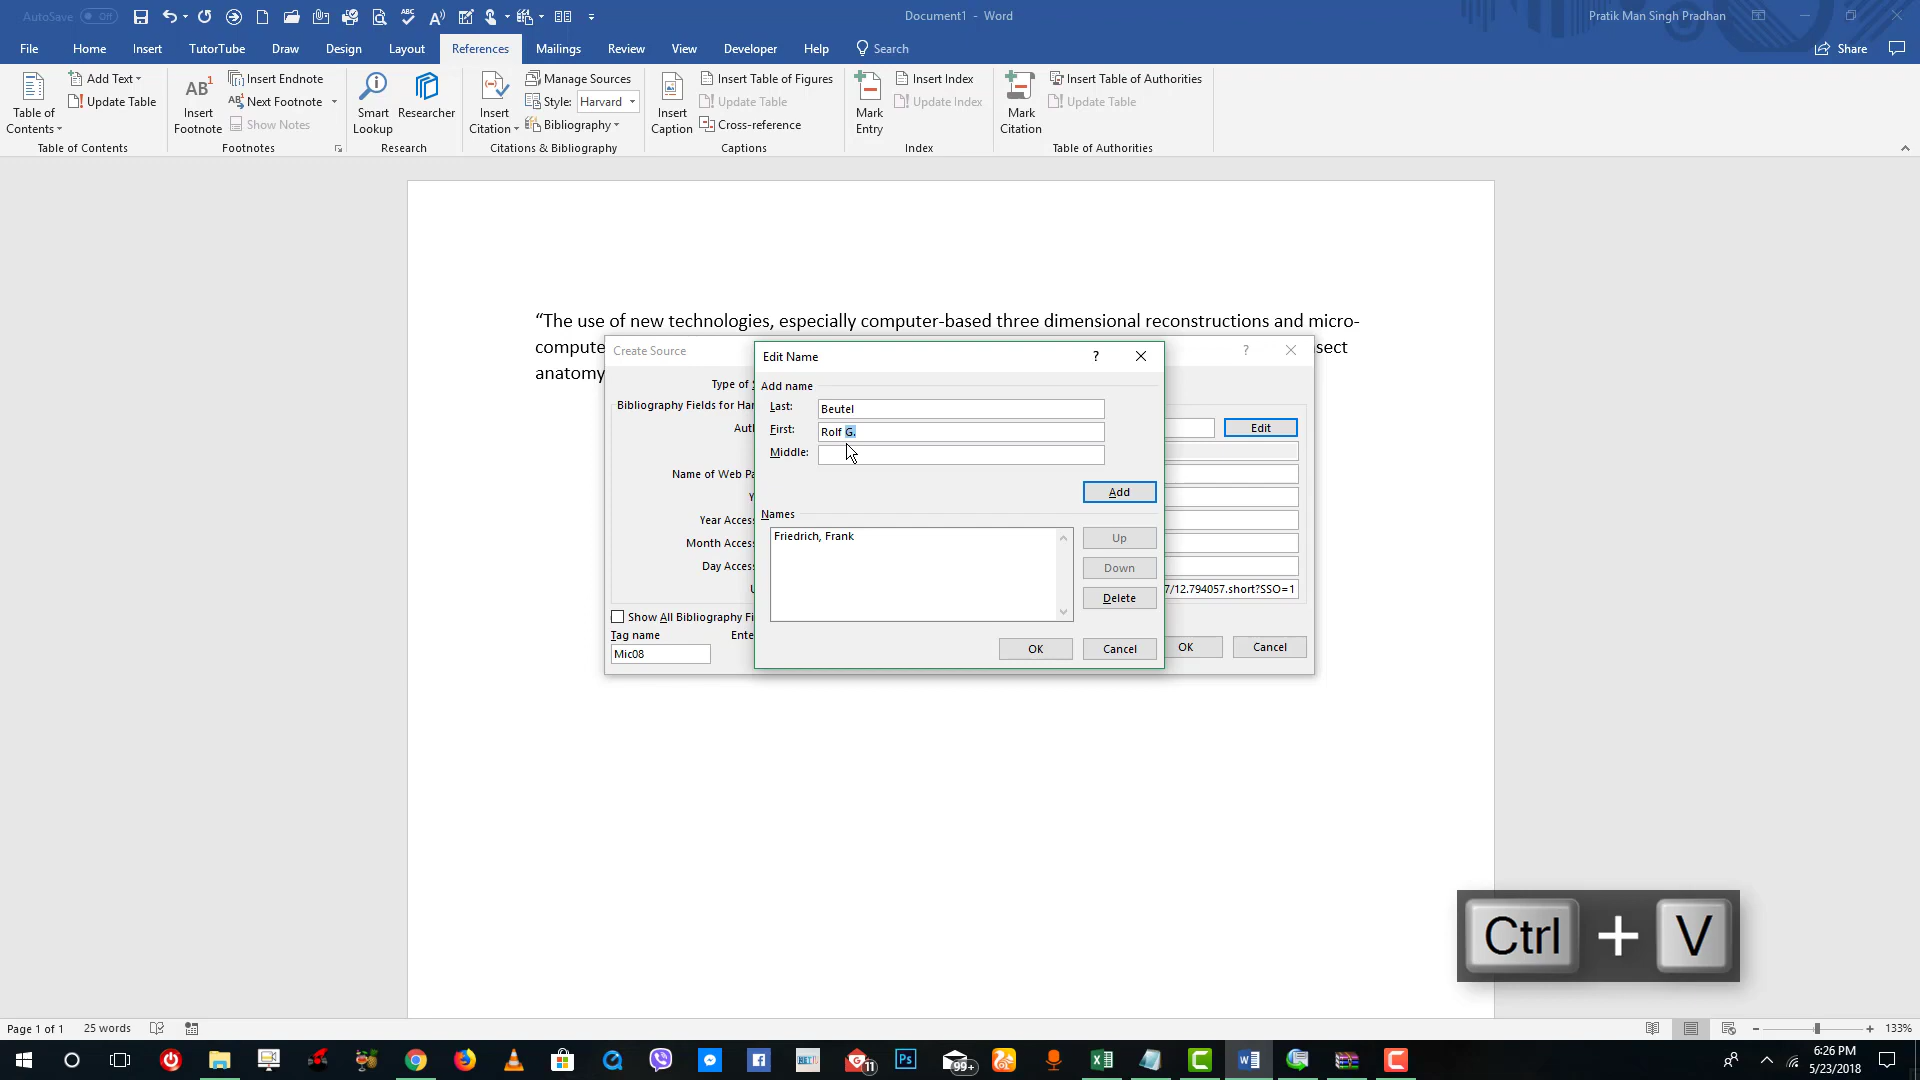 AutoSave Off
Document1 - Word
Pratik Man Singh Pradhan
File Home Insert TutorTube Draw Design Layout References Mailings Review View Developer Help Search
Share
Table of Contents
Add Text
Update Table
Table of Contents
Insert Footnote
Insert Endnote
Next Footnote
Show Notes
Footnotes
Smart Lookup
Researcher
Research
Insert Citation
Manage Sources
Style: Harvard
Bibliography
Citations & Bibliography
Insert Caption
Insert Table of Figures
Update Table
Cross-reference
Captions
Mark Entry
Insert Index
Update Index
Index
Mark Citation
Insert Table of Authorities
Update Table
Table of Authorities
“The use of new technologies, especially computer-based three dimensional reconstructions and micro-
compute sect
anatomy
Create Source
?
Type of S
Bibliography Fields for Har
Auth
Edit
Name of Web Pa
Y
Year Access
Month Access
Day Access
U
7/12.794057.short?SSO=1
Show All Bibliography Fi
Tag name
Ente
Mic08
OK
Cancel
Edit Name
?
Add name
Last: Beutel
First: Rolf G.
Middle:
Add
Names
Friedrich, Frank
Up
Down
Delete
OK
Cancel
Ctrl + V
Page 1 of 1
25 words
133%
11
99+
Ps
6:26 PM
5/23/2018